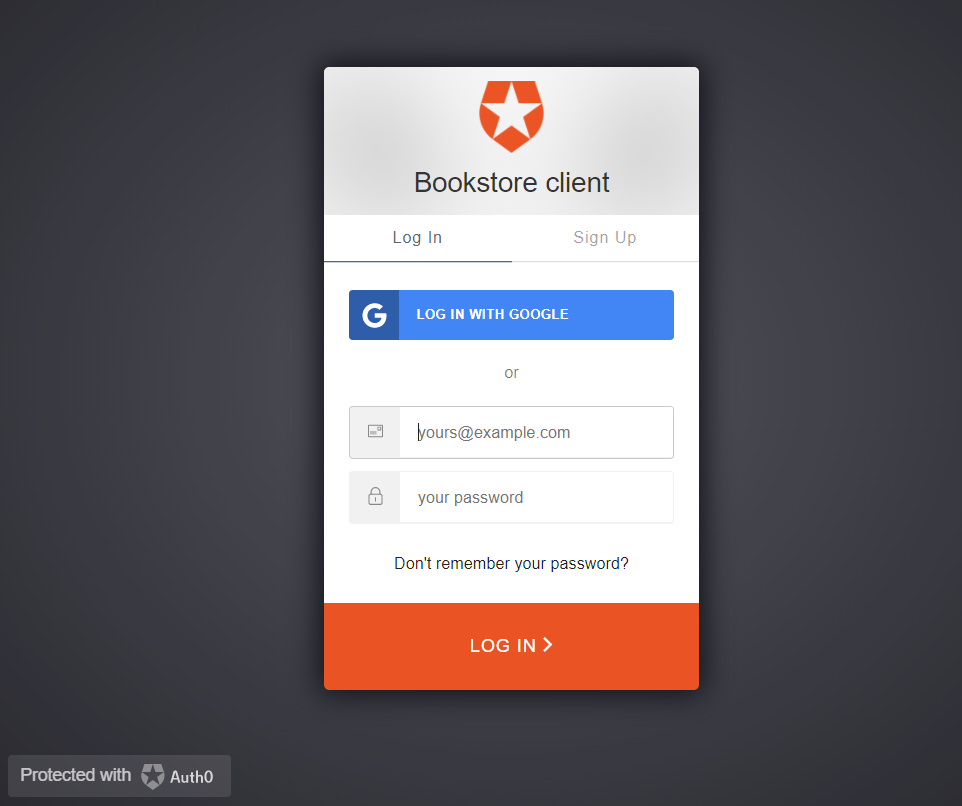 Bookstore client
Log In Sign Up
LOG IN WITH GOOGLE
or
yours@example.com
your password
Don't remember your password?
LOG IN
Protected with Auth0